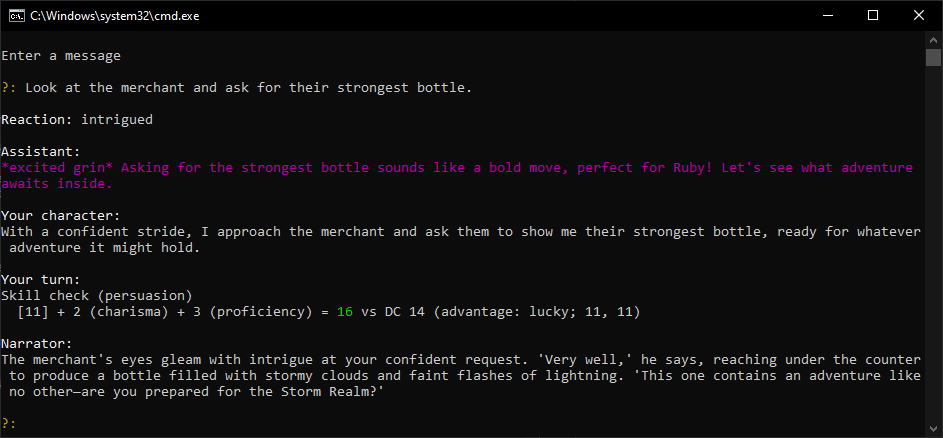 C:\Windows\system32\cmd.exe
Enter a message
?: Look at the merchant and ask for their strongest bottle.
Reaction: intrigued
Assistant:
*excited grin* Asking for the strongest bottle sounds like a bold move, perfect for Ruby! Let's see what adventure
awaits inside.
Your character:
With a confident stride, I approach the merchant and ask them to show me their strongest bottle, ready for whatever
adventure it might hold.
Your turn:
Skill check (persuasion)
[11] + 2 (charisma) + 3 (proficiency) = 16 vs DC 14 (advantage: lucky; 11, 11)
Narrator:
The merchant's eyes gleam with intrigue at your confident request. 'Very well,' he says, reaching under the counter
to produce a bottle filled with stormy clouds and faint flashes of lightning. 'This one contains an adventure like
no other—are you prepared for the Storm Realm?'
?: